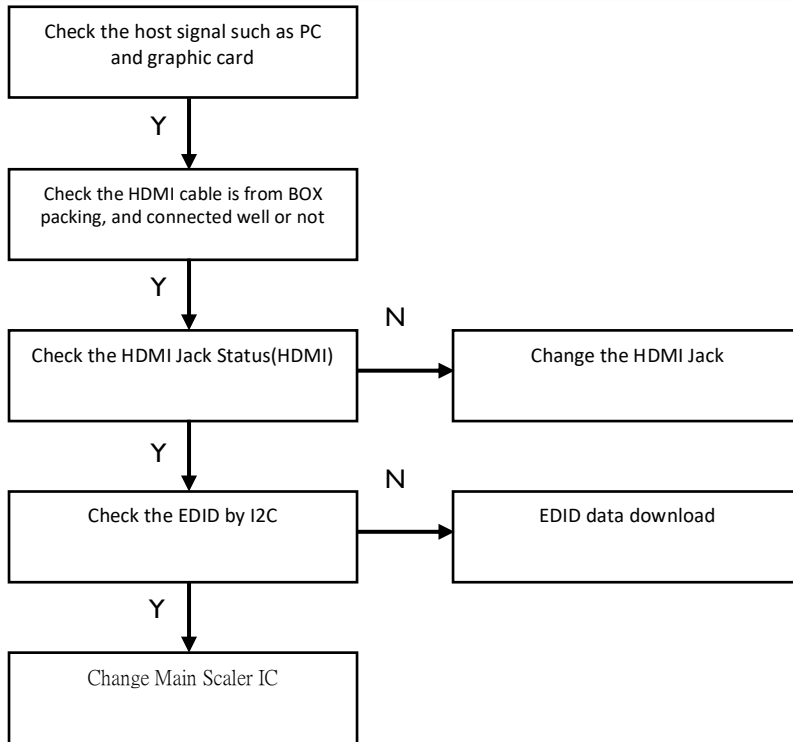 Check the host signal such as PC
and graphic card
Y
Check the HDMI cable is from BOX
packing, and connected well or not
Y
N
Check the HDMI Jack Status(HDMI)
Change the HDMI Jack
Y
N
Check the EDID by I2C
EDID data download
Y
Change Main Scaler IC